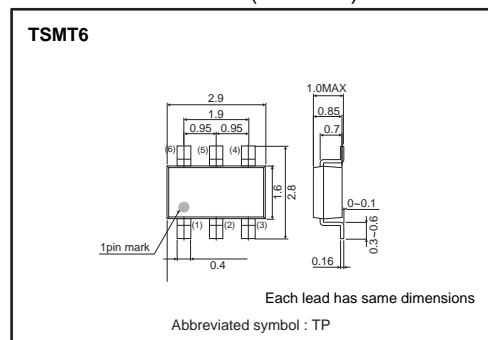 TSMT6
1.0MAX
2.9
0.85
1.9
0.7
0.95 0.95
(6) (5) (4)
1.6
2.8
0~0.1
0.3~0.6
(1) (2) (3)
1pin mark
0.4
0.16
Each lead has same dimensions
Abbreviated symbol : TP